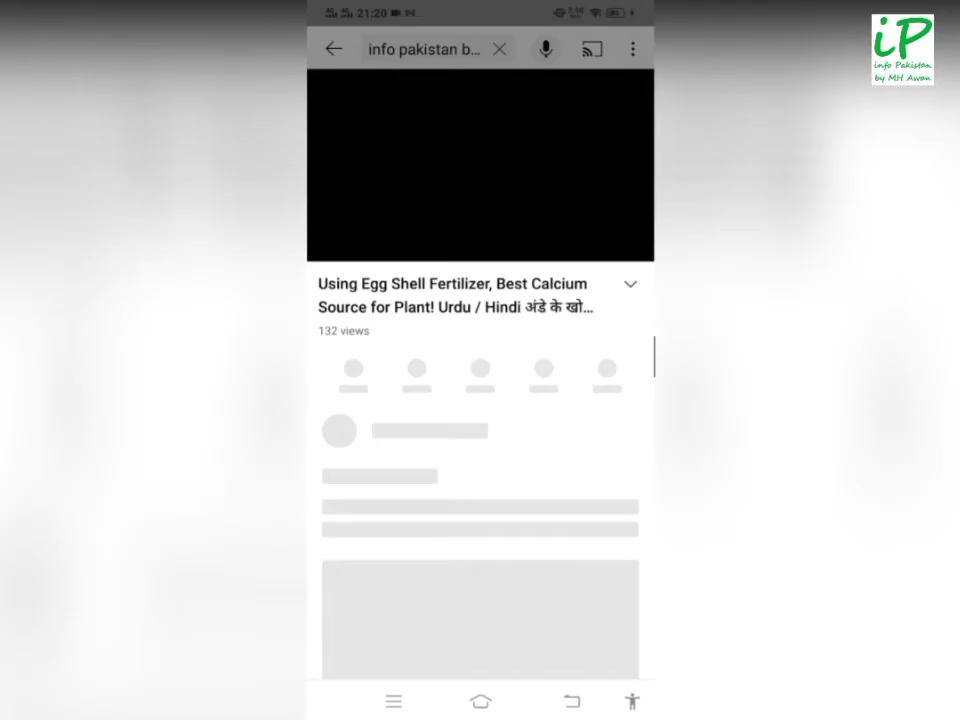 21:20
info pakistan b...
iP
info Pakistan
by MH Awan
Using Egg Shell Fertilizer, Best Calcium
Source for Plant! Urdu / Hindi अंडे के खो...
132 views